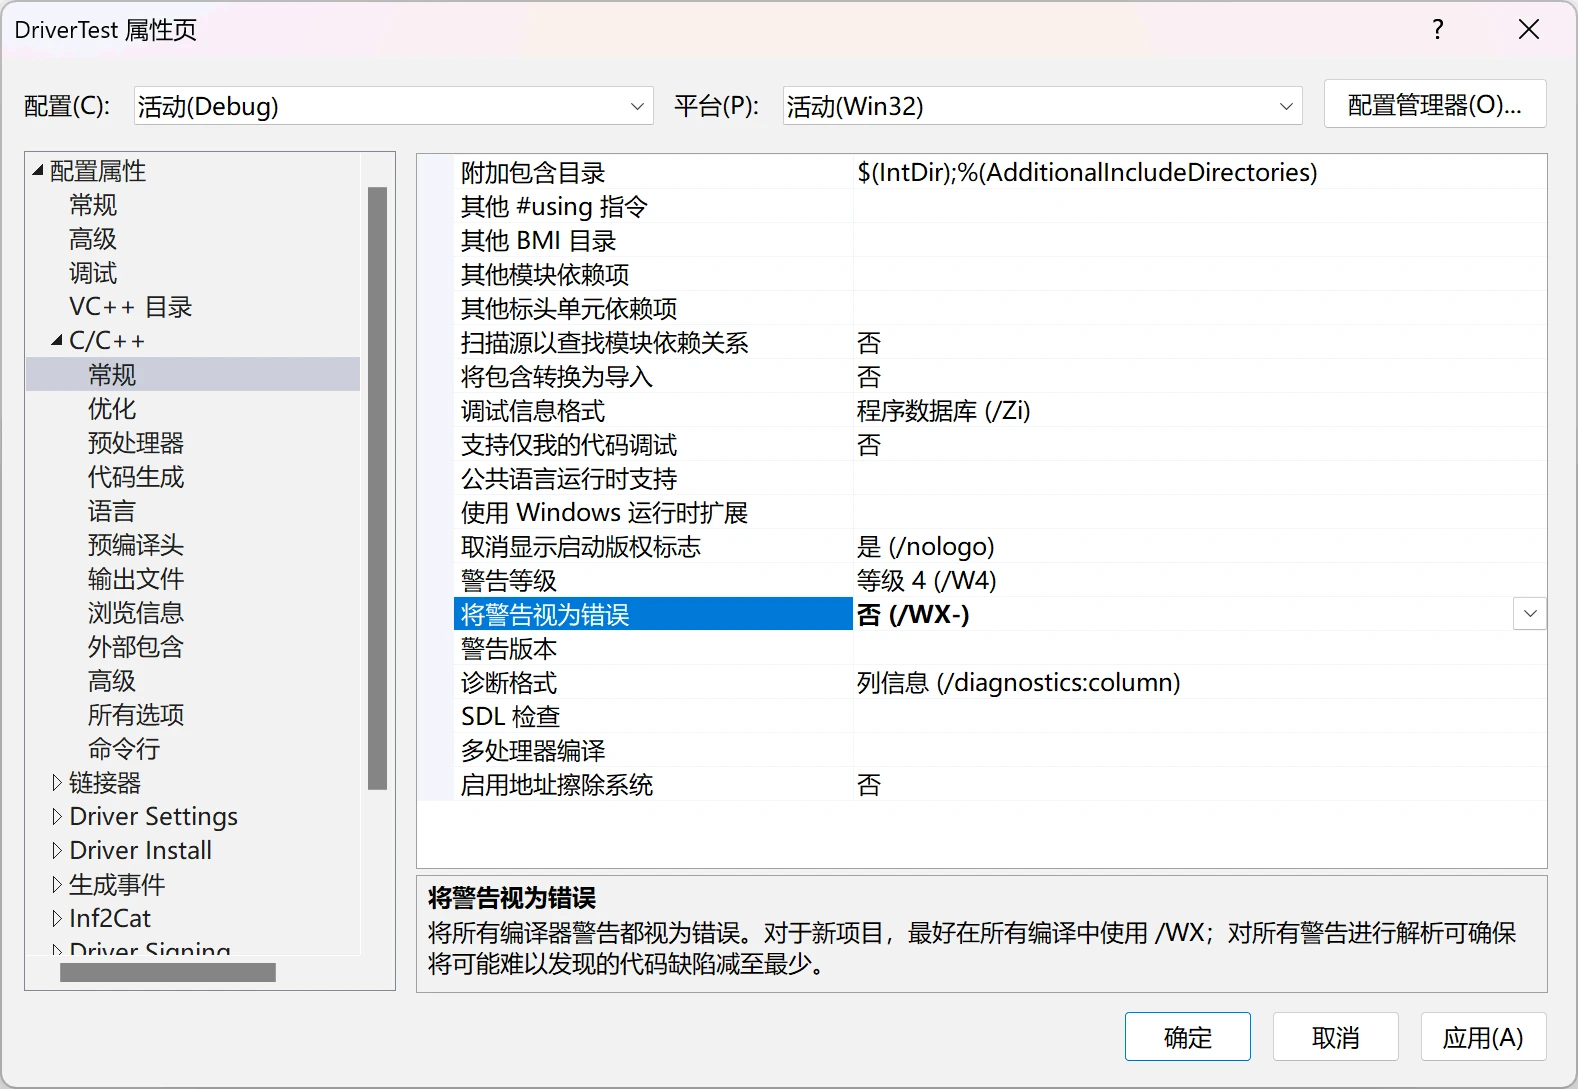 DriverTest 属性页
?
配置(C): 活动(Debug) 平台(P): 活动(Win32) 配置管理器(O)...
配置属性
常规
高级
调试
VC++ 目录
C/C++
常规
优化
预处理器
代码生成
语言
预编译头
输出文件
浏览信息
外部包含
高级
所有选项
命令行
链接器
Driver Settings
Driver Install
生成事件
Inf2Cat
Driver Signing
附加包含目录 $(IntDir);%(AdditionalIncludeDirectories)
其他 #using 指令
其他 BMI 目录
其他模块依赖项
其他标头单元依赖项
扫描源以查找模块依赖关系 否
将包含转换为导入 否
调试信息格式 程序数据库 (/Zi)
支持仅我的代码调试 否
公共语言运行时支持
使用 Windows 运行时扩展
取消显示启动版权标志 是 (/nologo)
警告等级 等级 4 (/W4)
将警告视为错误 否 (/WX-)
警告版本
诊断格式 列信息 (/diagnostics:column)
SDL 检查
多处理器编译
启用地址擦除系统 否
将警告视为错误
将所有编译器警告都视为错误。对于新项目，最好在所有编译中使用 /WX；对所有警告进行解析可确保
将可能难以发现的代码缺陷减至最少。
确定 取消 应用(A)